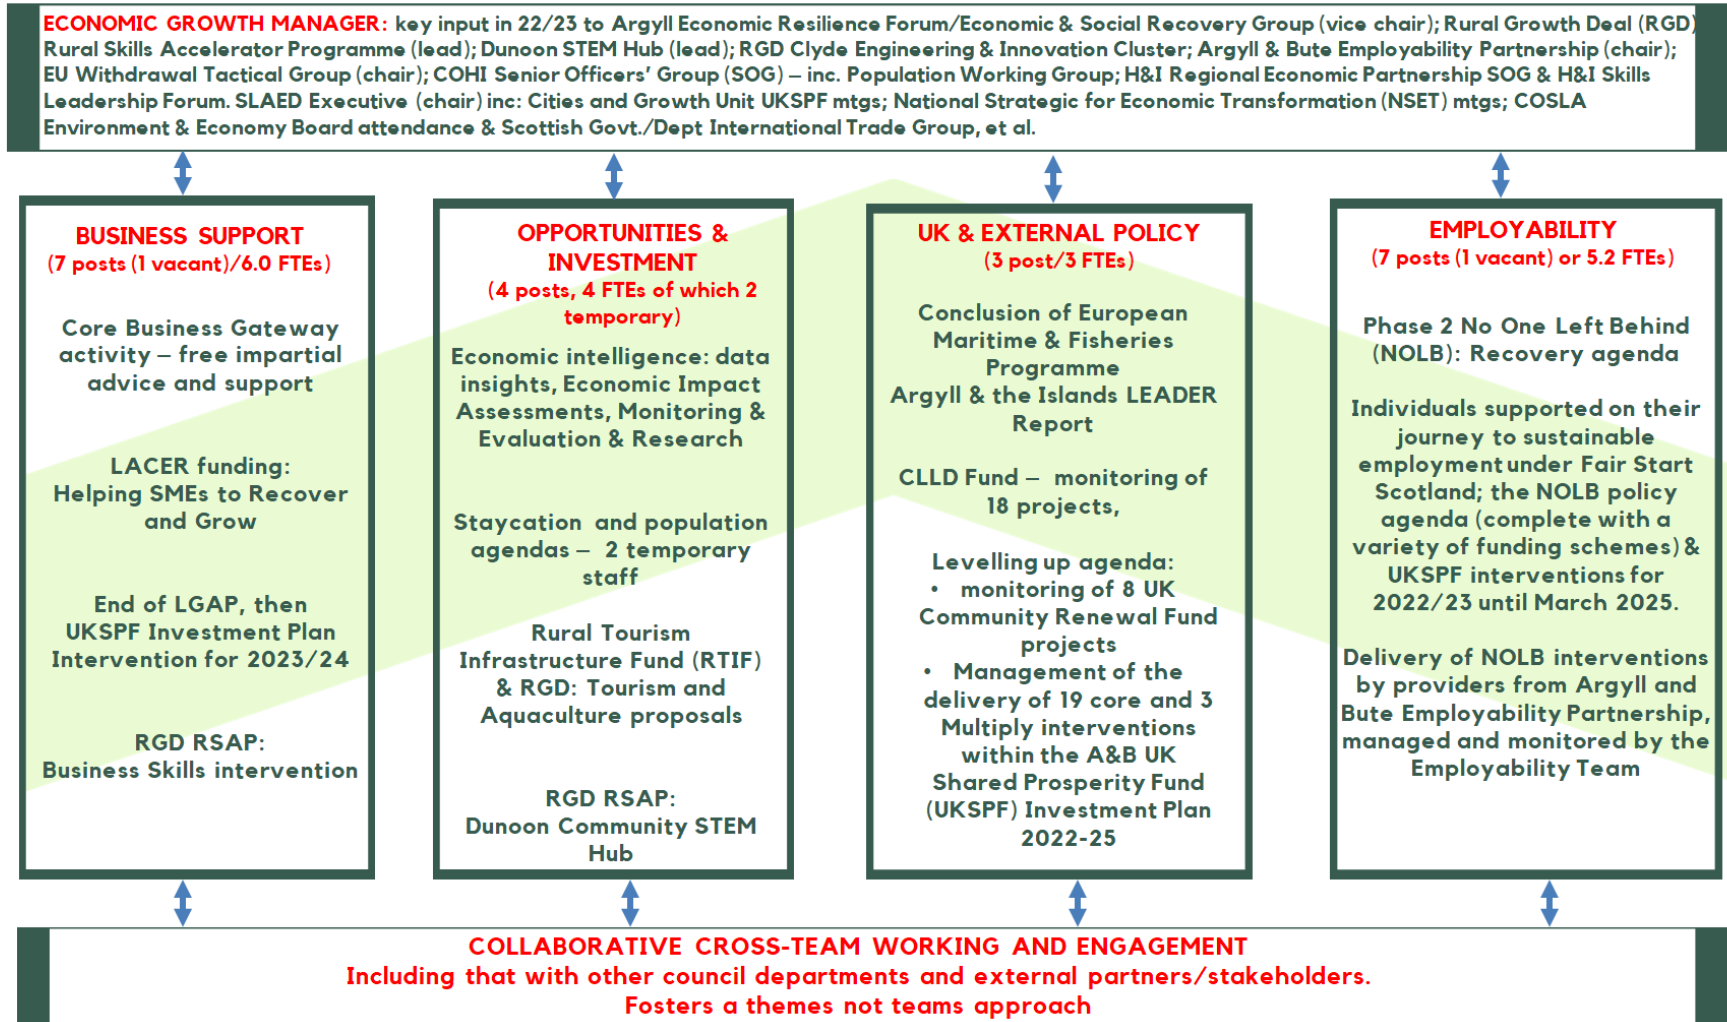 ECONOMIC GROWTH MANAGER: key input in 22/23 to Argyll Economic Resilience Forum/Economic & Social Recovery Group (vice chair); Rural Growth Deal (RGD)
Rural Skills Accelerator Programme (lead); Dunoon STEM Hub (lead); RGD Clyde Engineering & Innovation Cluster; Argyll & Bute Employability Partnership (chair);
EU Withdrawal Tactical Group (chair); COHI Senior Officers' Group (SOG) – inc. Population Working Group; H&I Regional Economic Partnership SOG & H&I Skills
Leadership Forum. SLAED Executive (chair) inc: Cities and Growth Unit UKSPF mtgs; National Strategic for Economic Transformation (NSET) mtgs; COSLA
Environment & Economy Board attendance & Scottish Govt./Dept International Trade Group, et al.
BUSINESS SUPPORT
(7 posts (1 vacant)/6.0 FTEs)
Core Business Gateway
activity – free impartial
advice and support
LACER funding:
Helping SMEs to Recover
and Grow
End of LGAP, then
UKSPF Investment Plan
Intervention for 2023/24
RGD RSAP:
Business Skills intervention
OPPORTUNITIES &
INVESTMENT
(4 posts, 4 FTEs of which 2
temporary)
Economic intelligence: data
insights, Economic Impact
Assessments, Monitoring &
Evaluation & Research
Staycation and population
agendas – 2 temporary
staff
Rural Tourism
Infrastructure Fund (RTIF)
& RGD: Tourism and
Aquaculture proposals
RGD RSAP:
Dunoon Community STEM
Hub
UK & EXTERNAL POLICY
(3 post/3 FTEs)
Conclusion of European
Maritime & Fisheries
Programme
Argyll & the Islands LEADER
Report
CLLD Fund – monitoring of
18 projects,
Levelling up agenda:
• monitoring of 8 UK
Community Renewal Fund
projects
• Management of the
delivery of 19 core and 3
Multiply interventions
within the A&B UK
Shared Prosperity Fund
(UKSPF) Investment Plan
2022-25
EMPLOYABILITY
(7 posts (1 vacant) or 5.2 FTEs)
Phase 2 No One Left Behind
(NOLB): Recovery agenda
Individuals supported on their
journey to sustainable
employment under Fair Start
Scotland; the NOLB policy
agenda (complete with a
variety of funding schemes) &
UKSPF interventions for
2022/23 until March 2025.
Delivery of NOLB interventions
by providers from Argyll and
Bute Employability Partnership,
managed and monitored by the
Employability Team
COLLABORATIVE CROSS-TEAM WORKING AND ENGAGEMENT
Including that with other council departments and external partners/stakeholders.
Fosters a themes not teams approach